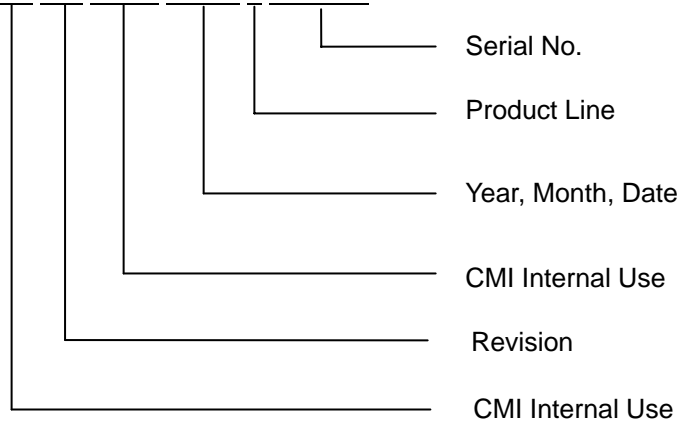 Serial No.
Product Line
Year, Month, Date
CMI Internal Use
Revision
CMI Internal Use